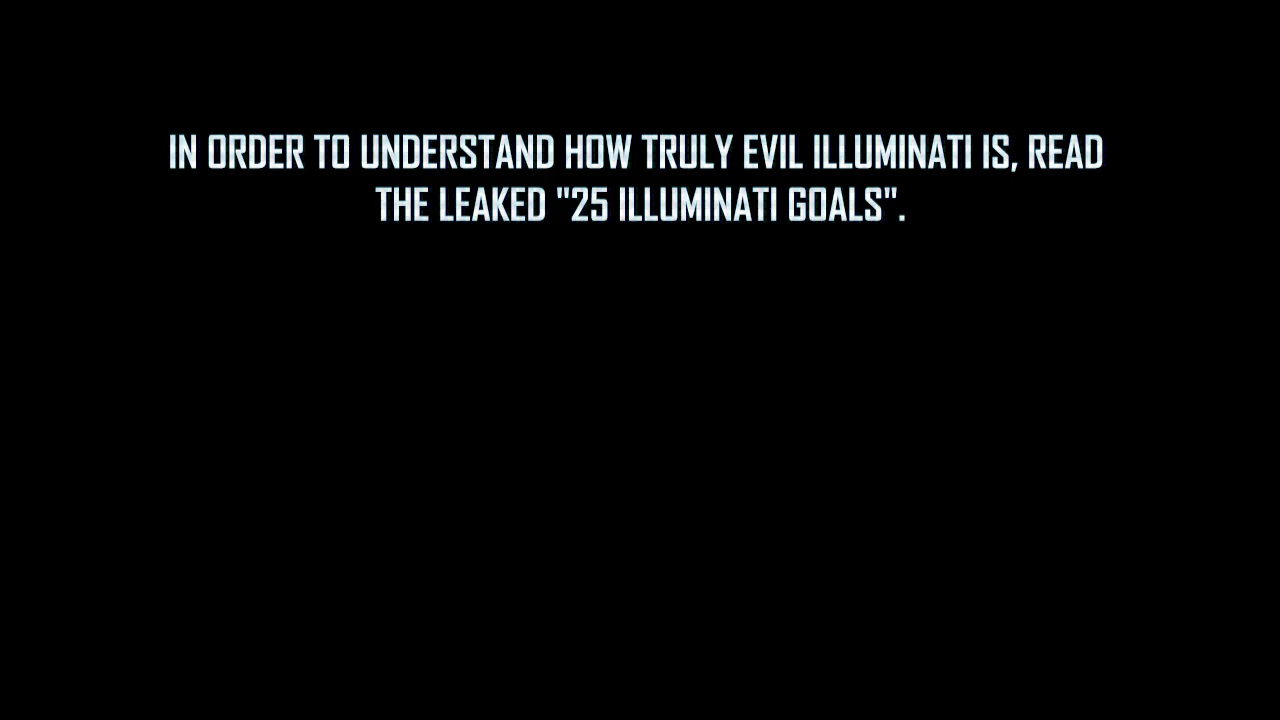 IN ORDER TO UNDERSTAND HOW TRULY EVIL ILLUMINATI IS, READ
THE LEAKED "25 ILLUMINATI GOALS".